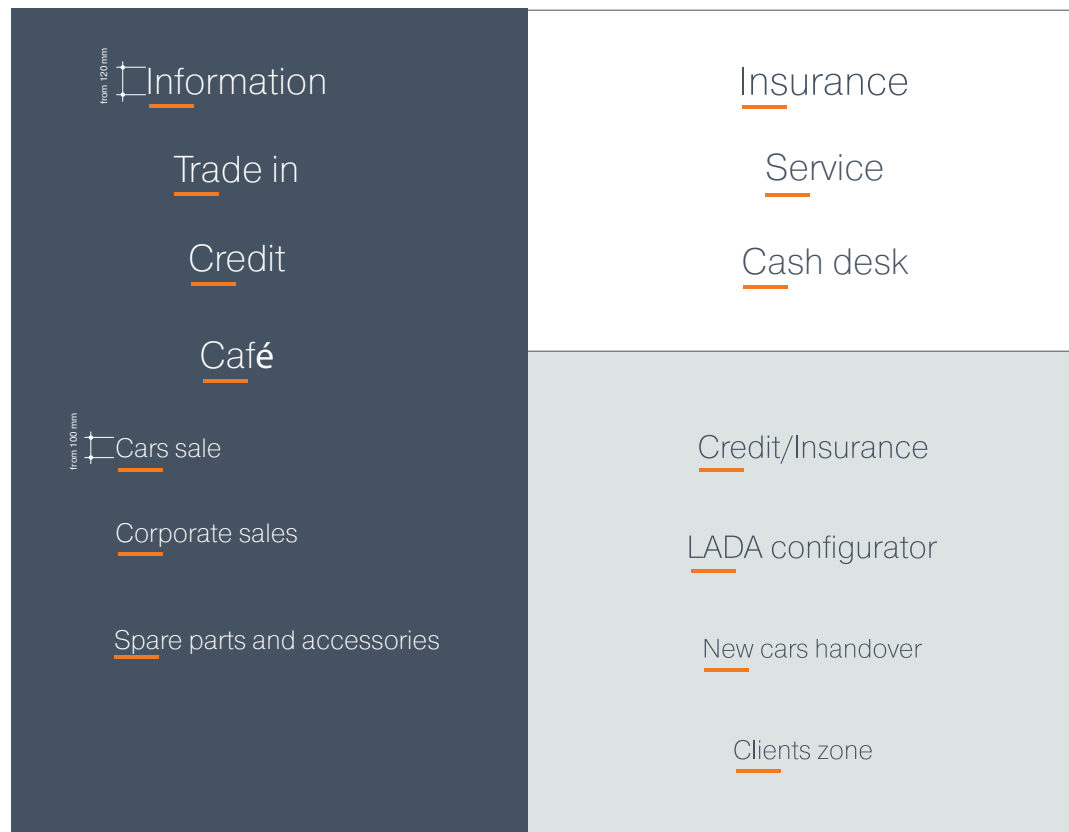 from 120 mm
Information
Trade in
Credit
Café
from 100 mm
Cars sale
Corporate sales
Spare parts and accessories
Insurance
Service
Cash desk
Credit/Insurance
LADA configurator
New cars handover
Clients zone